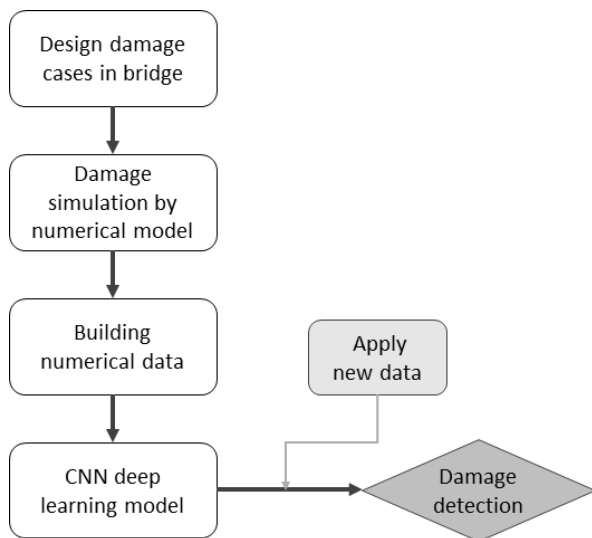 Design damage
cases in bridge
Damage
simulation by
numerical model
Building
numerical data
Apply
new data
CNN deep
learning model
Damage
detection